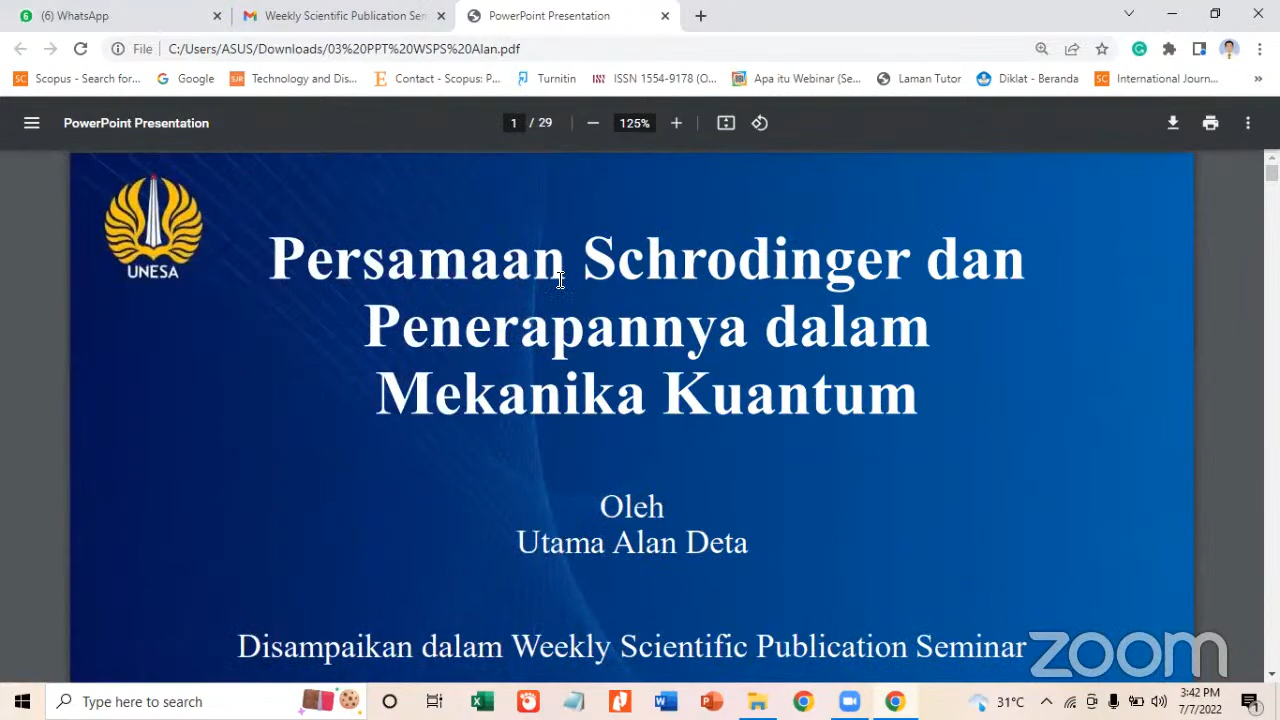 (6) WhatsApp
Weekly Scientific Publication Sem
PowerPoint Presentation
File
C:/Users/ASUS/Downloads/03%20PPT%20WSPS%20Alan.pdf
Scopus - Search for...
Google
Technology and Dis...
Contact - Scopus: P...
Turnitin
ISSN 1554-9178 (O...
Apa itu Webinar (Se...
Laman Tutor
Diklat - Beranda
International Journ...
»
PowerPoint Presentation
1 / 29
125%
UNESA
Persamaan Schrodinger dan
Penerapannya dalam
Mekanika Kuantum
Oleh
Utama Alan Deta
Disampaikan dalam Weekly Scientific Publication Seminar
zoom
Type here to search
31°C
3:42 PM
7/7/2022